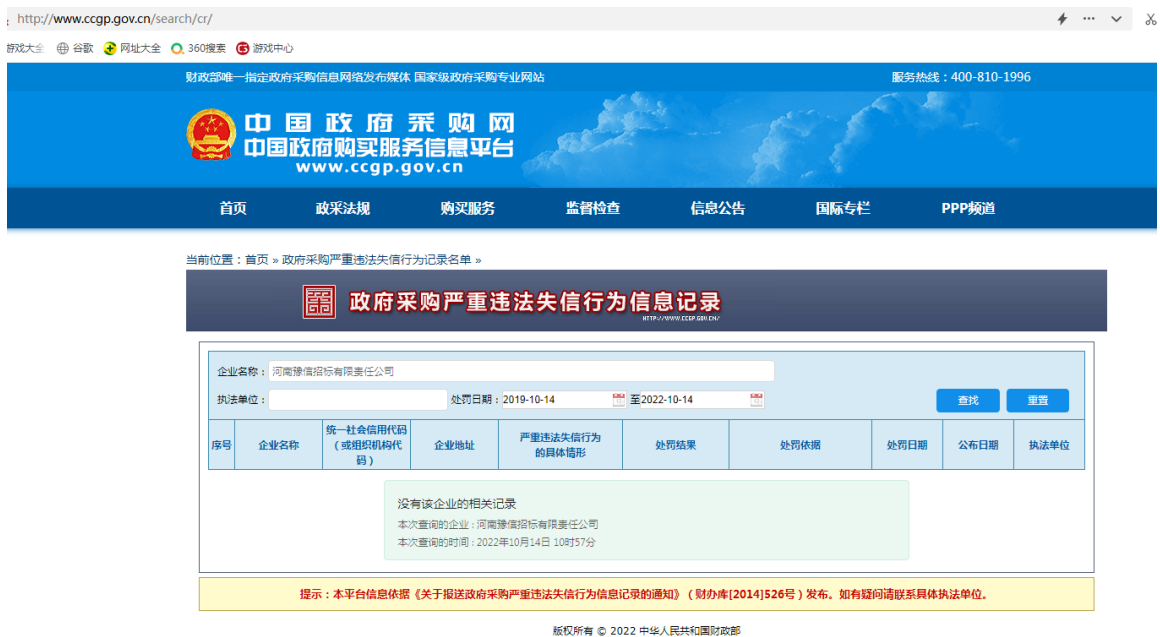 http://www.ccgp.gov.cn/search/cr/
游戏大全 谷歌 网址大全 360搜索 游戏中心
财政部唯一指定政府采购信息网络发布媒体 国家级政府采购专业网站 服务热线：400-810-1996
中国政府采购网
中国政府购买服务信息平台
www.ccgp.gov.cn
首页 政采法规 购买服务 监督检查 信息公告 国际专栏 PPP频道
当前位置：首页 » 政府采购严重违法失信行为记录名单 »
政府采购严重违法失信行为信息记录
HTTP://WWW.CCGP.GOV.CN/
企业名称： 河南豫信招标有限责任公司
执法单位： 处罚日期：2019-10-14 至2022-10-14 查找 重置
序号 企业名称 统一社会信用代码（或组织机构代码） 企业地址 严重违法失信行为的具体情形 处罚结果 处罚依据 处罚日期 公布日期 执法单位
没有该企业的相关记录
本次查询的企业：河南豫信招标有限责任公司
本次查询的时间：2022年10月14日 10时57分
提示：本平台信息依据《关于报送政府采购严重违法失信行为信息记录的通知》（财办库[2014]526号）发布。如有疑问请联系具体执法单位。
版权所有 © 2022 中华人民共和国财政部